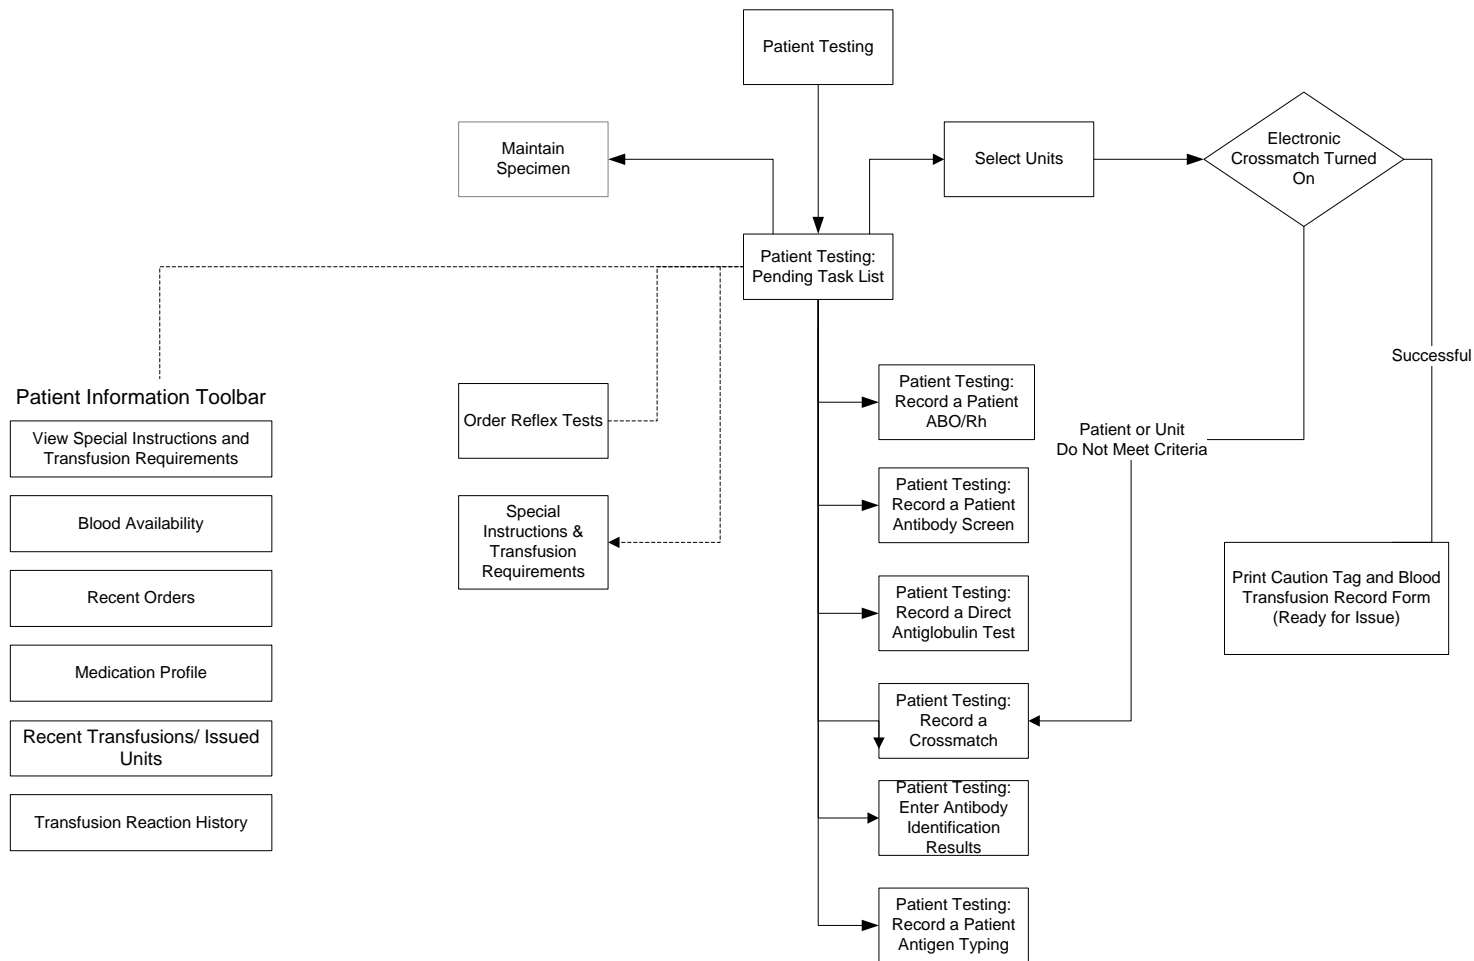 Patient Testing
Maintain
Specimen
Select Units
Electronic
Crossmatch Turned
On
Patient Testing:
Pending Task List
Successful
Patient Information Toolbar
View Special Instructions and
Transfusion Requirements
Blood Availability
Recent Orders
Medication Profile
Recent Transfusions/ Issued
Units
Transfusion Reaction History
Order Reflex Tests
Special
Instructions &
Transfusion
Requirements
Patient Testing:
Record a Patient
ABO/Rh
Patient Testing:
Record a Patient
Antibody Screen
Patient Testing:
Record a Direct
Antiglobulin Test
Patient Testing:
Record a
Crossmatch
Patient Testing:
Enter Antibody
Identification
Results
Patient Testing:
Record a Patient
Antigen Typing
Patient or Unit
Do Not Meet Criteria
Print Caution Tag and Blood
Transfusion Record Form
(Ready for Issue)